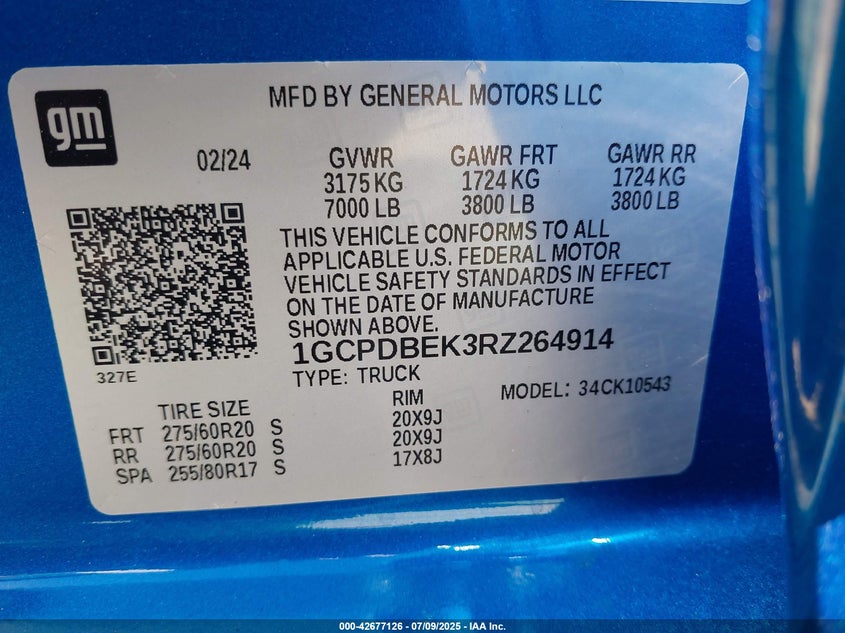 gm
MFD BY GENERAL MOTORS LLC
02/24 GVWR GAWR FRT GAWR RR
3175 KG 1724 KG 1724 KG
7000 LB 3800 LB 3800 LB
THIS VEHICLE CONFORMS TO ALL
APPLICABLE U.S. FEDERAL MOTOR
VEHICLE SAFETY STANDARDS IN EFFECT
ON THE DATE OF MANUFACTURE
SHOWN ABOVE.
1GCPDBEK3RZ264914
327E
TYPE: TRUCK
MODEL: 34CK10543
TIRE SIZE RIM
FRT 275/60R20 S 20X9J
RR 275/60R20 S 20X9J
SPA 255/80R17 S 17X8J
000-42677126 / 07/09/2025 - IAA Inc.